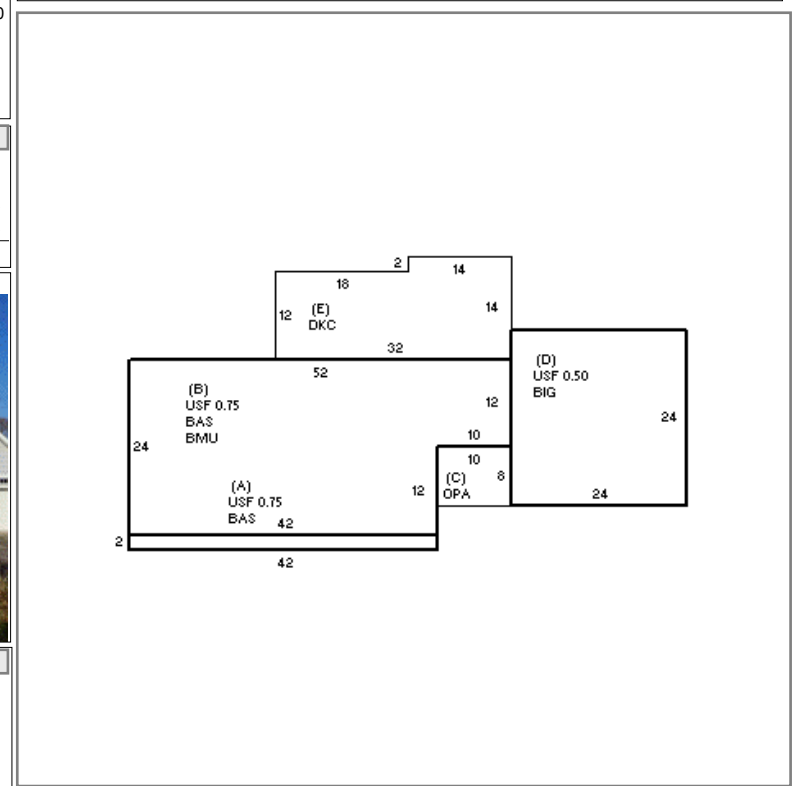 2
14
18
12
(E)
DKC
14
32
52
(B)
USF 0.75
BAS
BMU
24
12
10
(D)
USF 0.50
BIG
24
24
10
(C)
OPA
8
12
(A)
USF 0.75
BAS
42
2
42